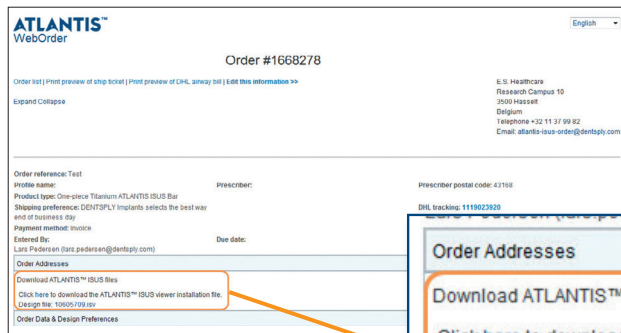 ATLANTIS™
WebOrder
English
Order #1668278
Order list | Print preview of ship ticket | Print preview of DHL airway bill | Edit this information >>
Expand Collapse
E.S. Healthcare
Research Campus 10
3500 Hasselt
Belgium
Telephone +32 11 37 99 82
Email: atlantis-isus-order@dentsply.com
Order reference: Test
Profile name:
Prescriber:
Prescriber postal code: 43168
Product type: One-piece Titanium ATLANTIS ISUS Bar
Shipping preference: DENTSPLY Implants selects the best way
end of business day
DHL tracking: 1119023920
Payment method: Invoice
Entered By:
Due date:
Lars Pedersen (lars.pedersen@dentsply.com)
Order Addresses
Download ATLANTIS™ ISUS files
Click here to download the ATLANTIS™ ISUS viewer installation file.
Design file: 10605709.isv
Order Data & Design Preferences
Order Addresses
Download ATLANTIS™